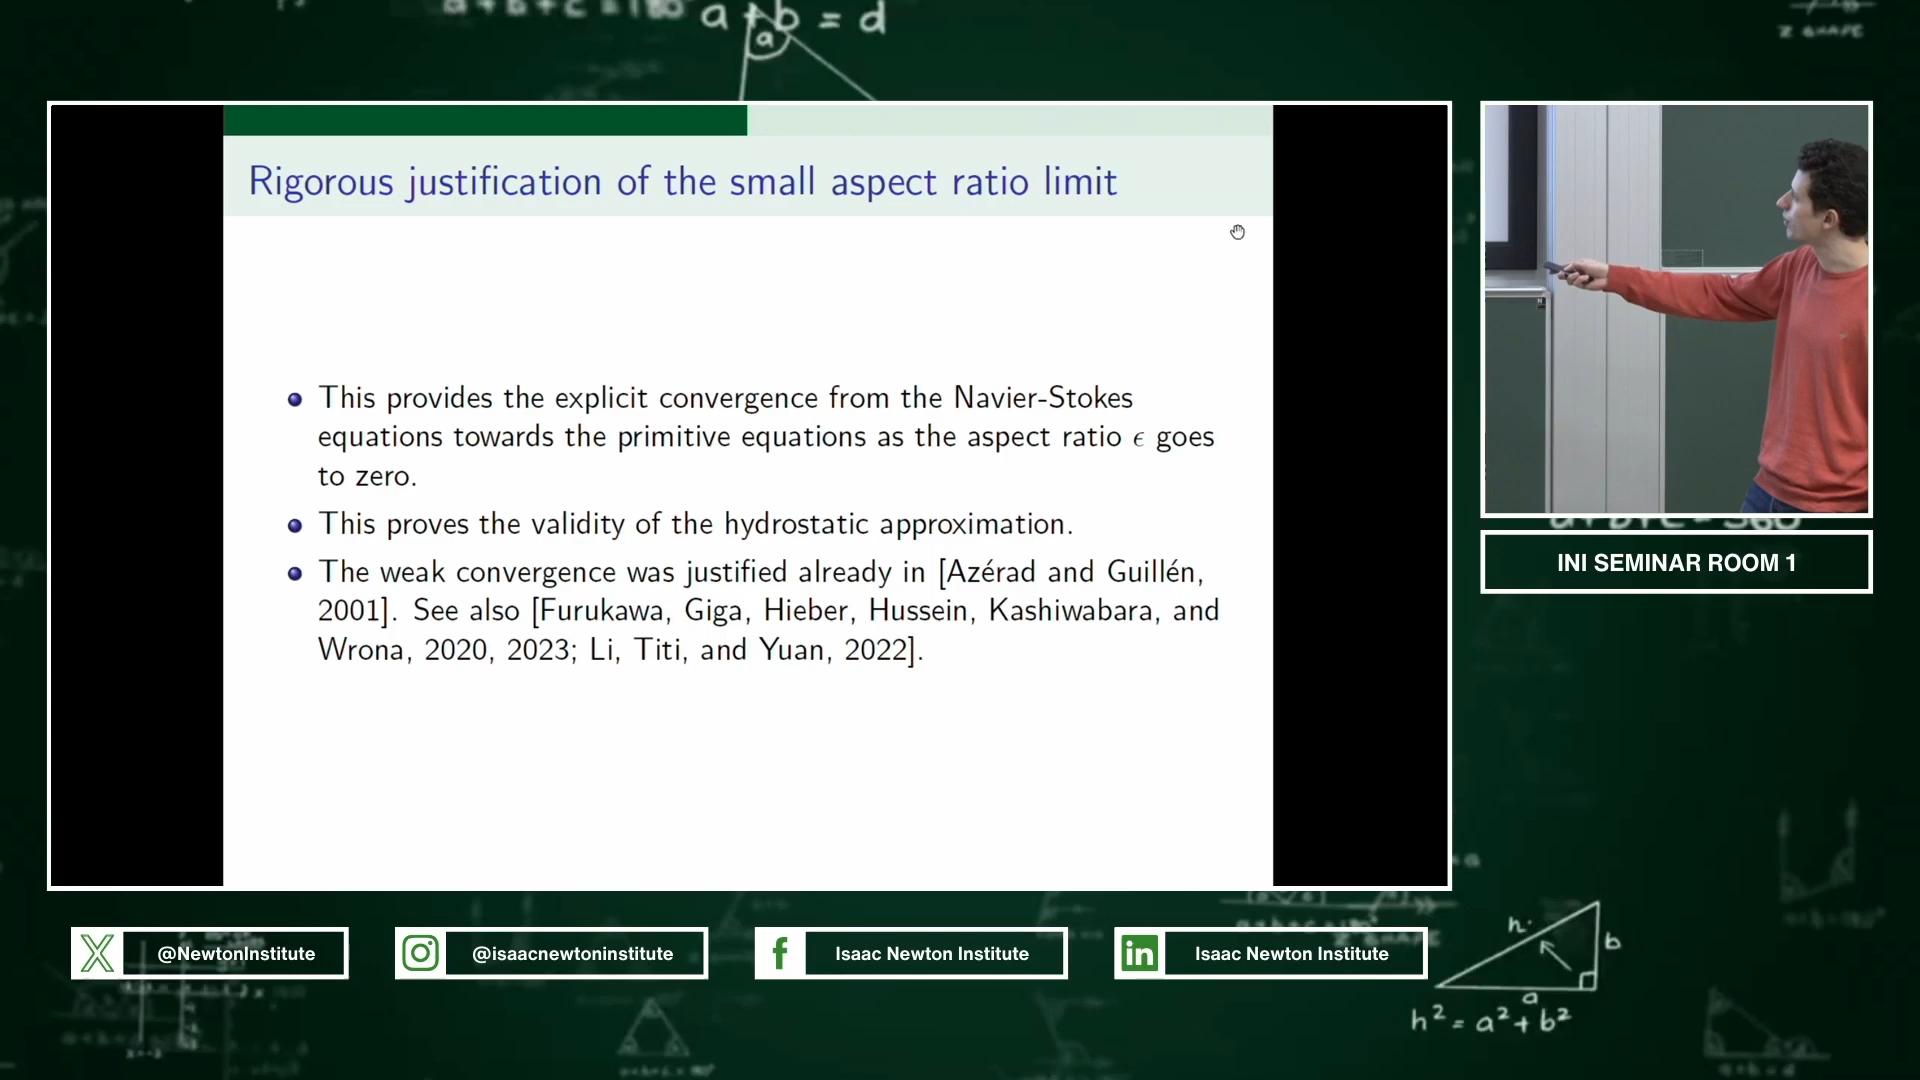 a + b + c = 180°
a + b = d
a
Z SHAPE
Rigorous justification of the small aspect ratio limit
This provides the explicit convergence from the Navier-Stokes
equations towards the primitive equations as the aspect ratio ϵ goes
to zero.
This proves the validity of the hydrostatic approximation.
The weak convergence was justified already in [Azérad and Guillén,
2001]. See also [Furukawa, Giga, Hieber, Hussein, Kashiwabara, and
Wrona, 2020, 2023; Li, Titi, and Yuan, 2022].
INI SEMINAR ROOM 1
@NewtonInstitute
@isaacnewtoninstitute
Isaac Newton Institute
Isaac Newton Institute
h
b
a
h² = a² + b²